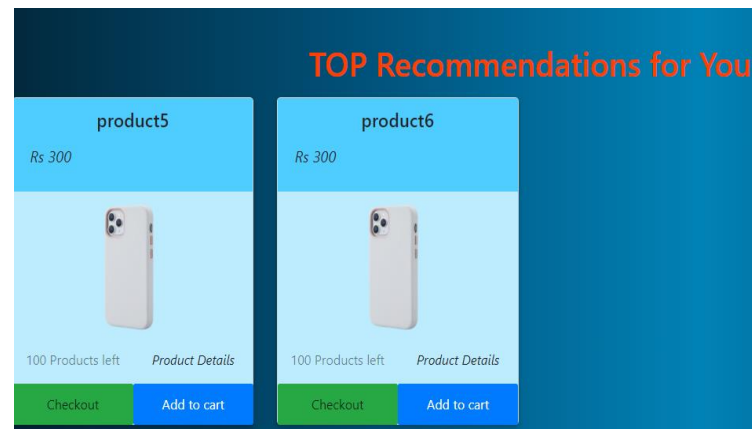 TOP Recommendations for You
product5
Rs 300
100 Products left Product Details
Checkout Add to cart
product6
Rs 300
100 Products left Product Details
Checkout Add to cart